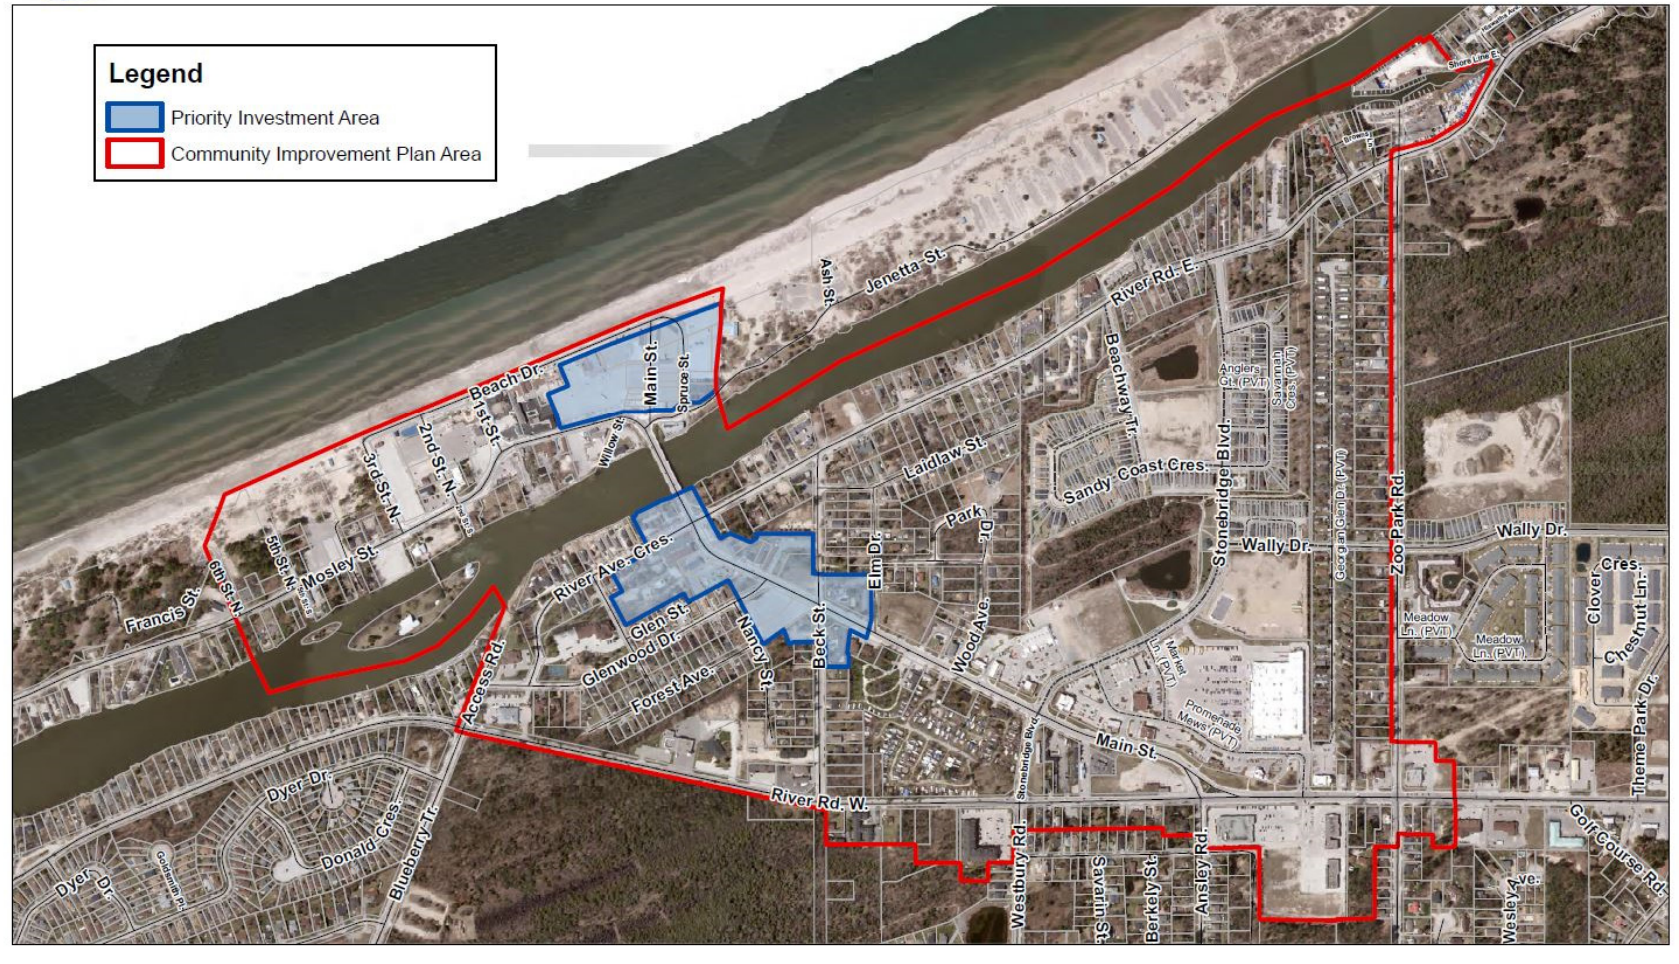 Legend
Priority Investment Area
Community Improvement Plan Area
Shore Line E.
Ash St.
Jenetta St.
River Rd. E.
Beach Dr.
Main St.
Spruce St.
Willow St.
1st St.
2nd St. N.
3rd St. N.
5th St. N.
6th St. N.
Mosley St.
Francis St.
Beachway Tr.
Anglers
Gt. (PVT)
Savannah
Cres. (PVT)
Laidlaw St.
Sandy Coast Cres.
Stonebridge Blvd.
Georgian Glen Dr. (PVT)
Zoo Park Rd.
Park
Dr.
Wally Dr.
Wally Dr.
Elm Dr.
River Ave. Cres.
Glen St.
Glenwood Dr.
Forest Ave.
Nancy St.
Beck St.
Wood Ave.
Market
Ln. (PVT)
Promenade
Mews (PVT)
Meadow
Ln. (PVT)
Meadow
Ln. (PVT)
Clover
Cres.
Chesnut Ln.
Theme Park Dr.
Access Rd.
Main St.
Stonebridge Blvd.
River Rd. W.
Dyer Dr.
Donald Cres.
Blueberry Tr.
Goldsmith Pl.
Dyer
Dr.
Westbury Rd.
Savarin St.
Berkely St.
Ansley Rd.
Golf Course Rd.